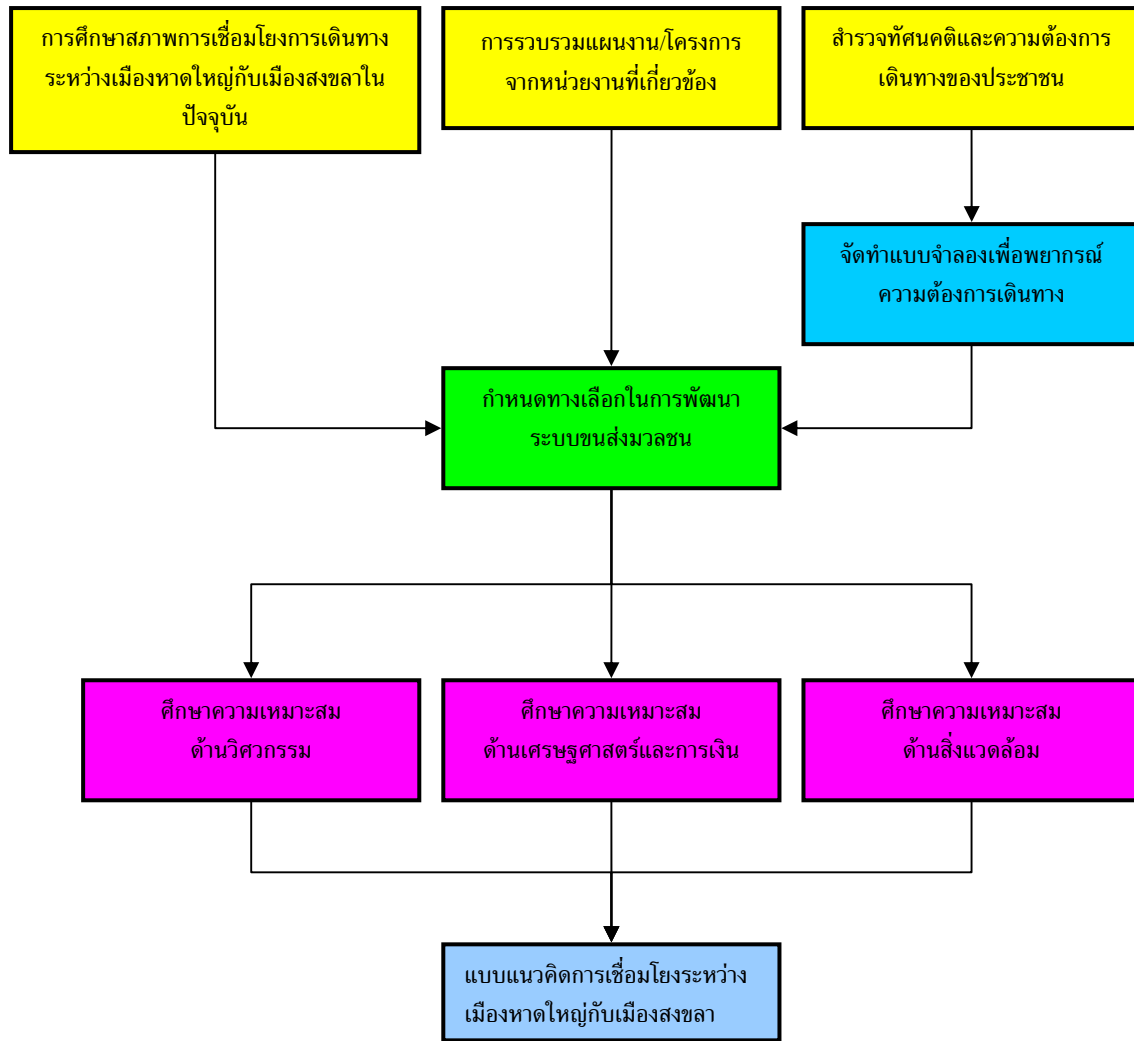 การศึกษาสภาพการเชื่อมโยงการเดินทาง
ระหว่างเมืองหาดใหญ่กับเมืองสงขลาใน
ปัจจุบัน
การรวบรวมแผนงาน/โครงการ
จากหน่วยงานที่เกี่ยวข้อง
สำรวจทัศนคติและความต้องการ
เดินทางของประชาชน
จัดทำแบบจำลองเพื่อพยากรณ์
ความต้องการเดินทาง
กำหนดทางเลือกในการพัฒนา
ระบบขนส่งมวลชน
ศึกษาความเหมาะสม
ด้านวิศวกรรม
ศึกษาความเหมาะสม
ด้านเศรษฐศาสตร์และการเงิน
ศึกษาความเหมาะสม
ด้านสิ่งแวดล้อม
แบบแนวคิดการเชื่อมโยงระหว่าง
เมืองหาดใหญ่กับเมืองสงขลา